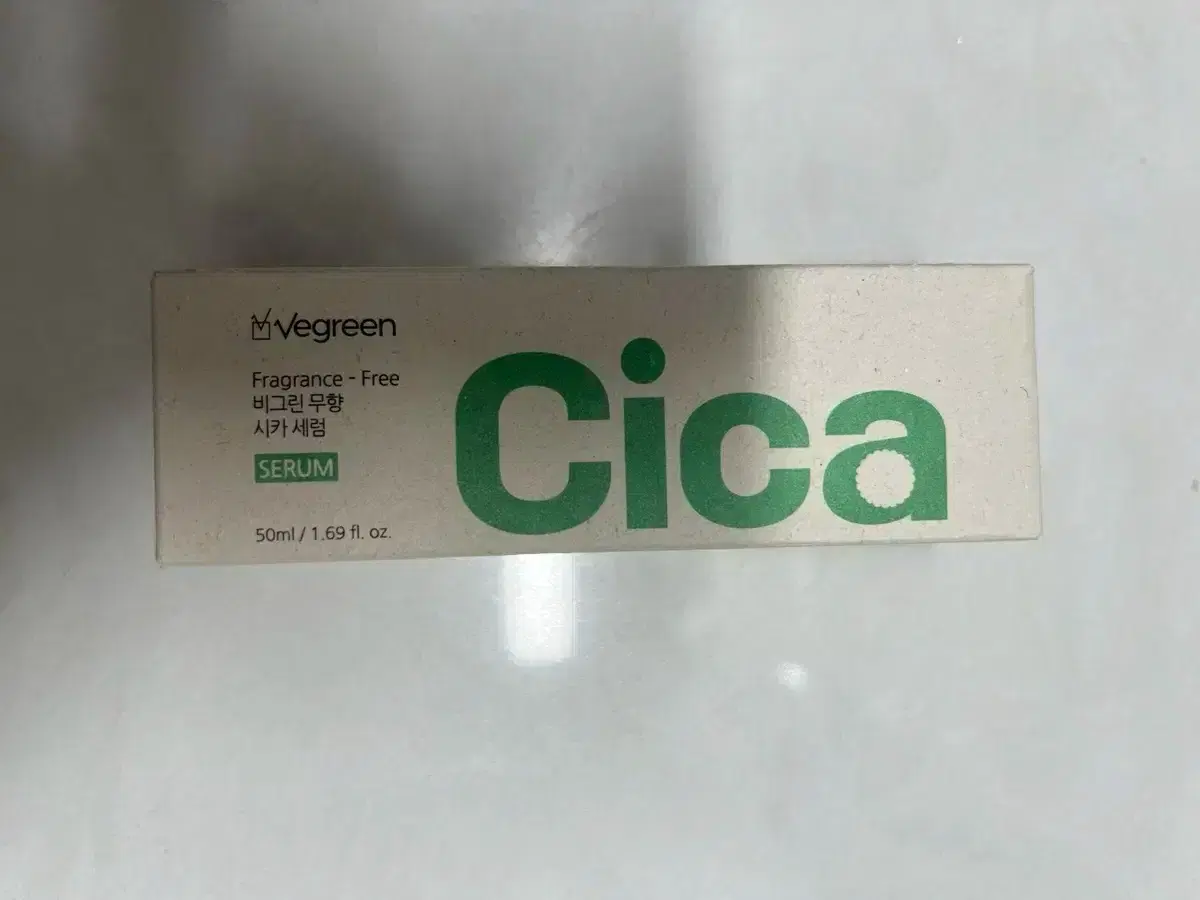 Vegreen
Fragrance - Free
비그린 무향
시카 세럼
SERUM
50ml / 1.69 fl. oz.
Cica